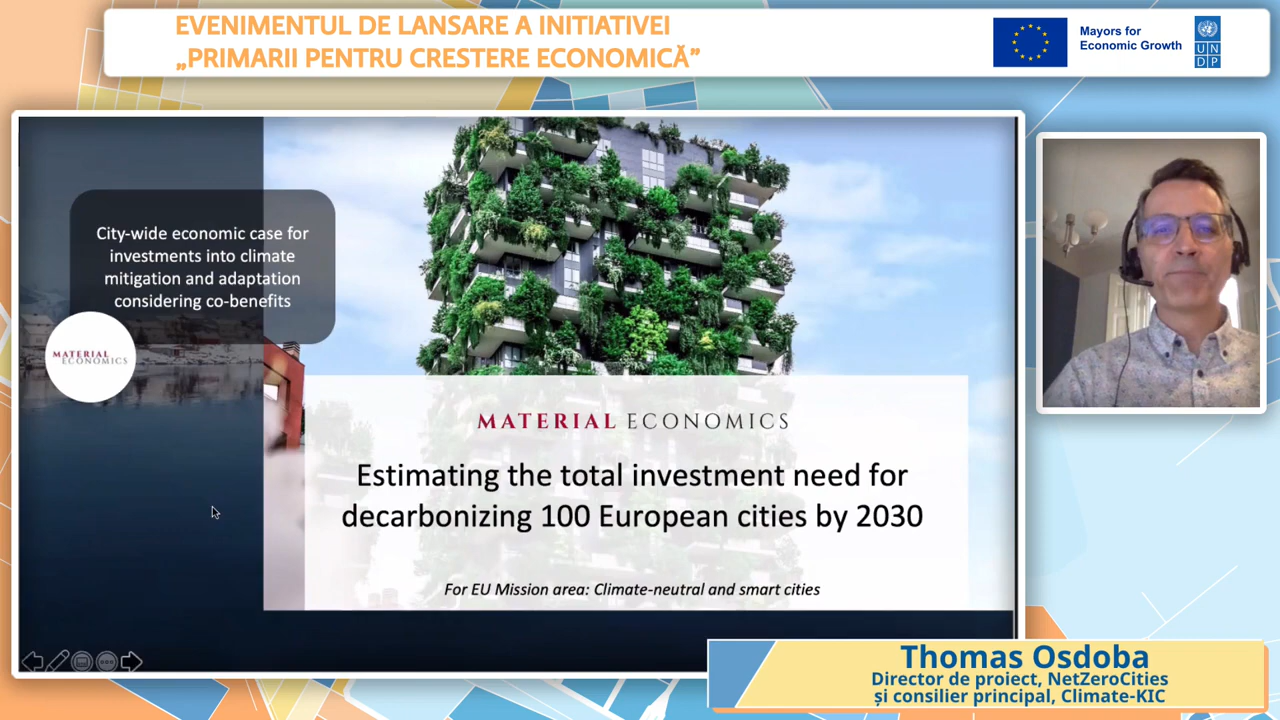 EVENIMENTUL DE LANSARE A INITIATIVEI
„PRIMARII PENTRU CRESTERE ECONOMICĂ”
Mayors for
Economic Growth
U N
D P
City-wide economic case for
investments into climate
mitigation and adaptation
considering co-benefits
MATERIAL
ECONOMICS
MATERIAL ECONOMICS
Estimating the total investment need for
decarbonizing 100 European cities by 2030
For EU Mission area: Climate-neutral and smart cities
Thomas Osdoba
Director de proiect, NetZeroCities
și consilier principal, Climate-KIC